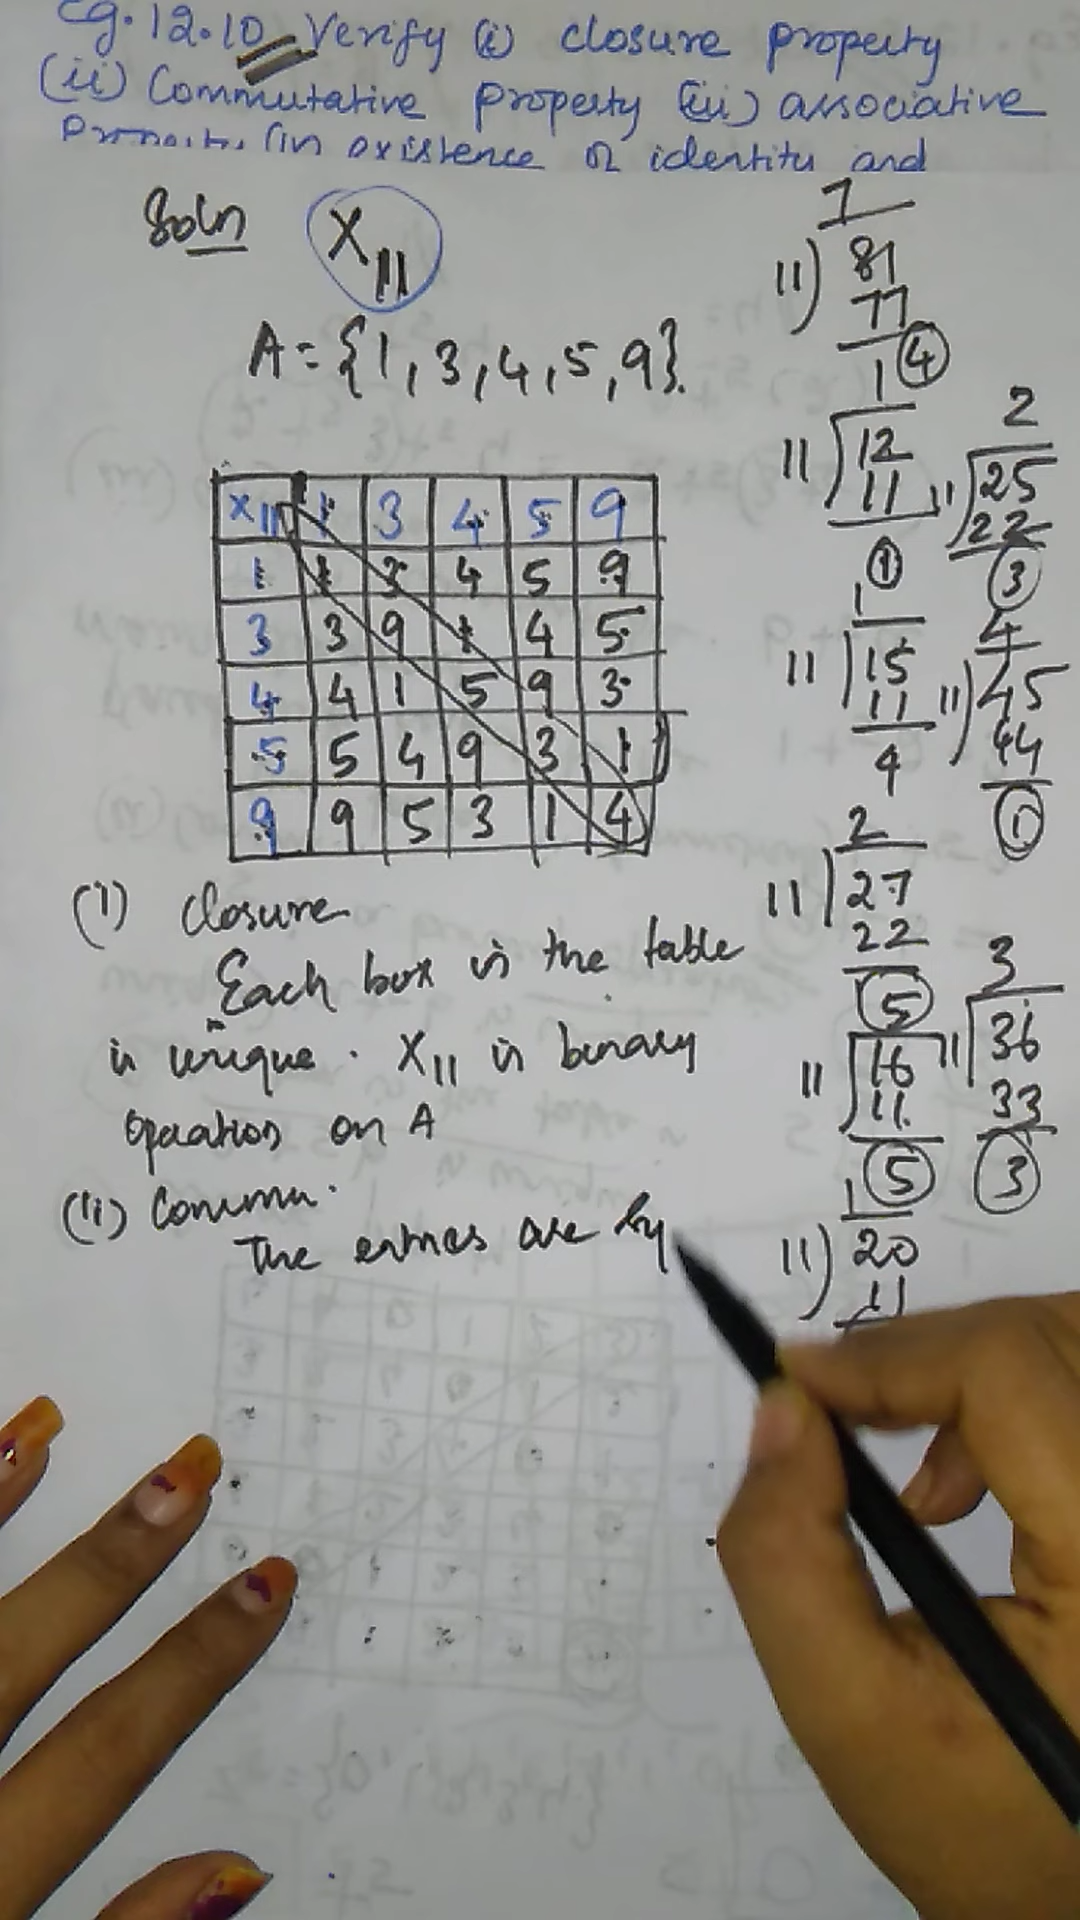 Eg. 12.10 Verify (i) closure property
(ii) Commutative property (iii) associative
existence of identity and
Soln X11
A = {1, 3, 4, 5, 9}.
X11 1 3 4 5 9
1 1 3 4 5 9
3 3 9 1 4 5
4 4 1 5 9 3
5 5 4 9 3 1
9 9 5 3 1 4
(i) closure
Each box in the table
is unique. X11 is binary
on A
(ii) Commu.
The entries are
7
11) 81
77
4
1
11) 12
11
1
2
11) 25
22
3
1
11) 15
11
4
4
11) 45
44
1
2
11) 27
22
5
11) 16
11
5
3
11) 36
33
3
1
11) 20
11